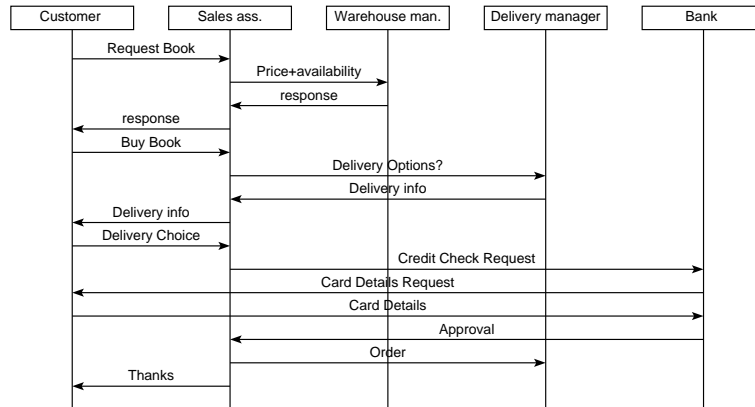 Customer
Sales ass.
Warehouse man.
Delivery manager
Bank
Request Book
Price+availability
response
response
Buy Book
Delivery Options?
Delivery info
Delivery info
Delivery Choice
Credit Check Request
Card Details Request
Card Details
Approval
Order
Thanks